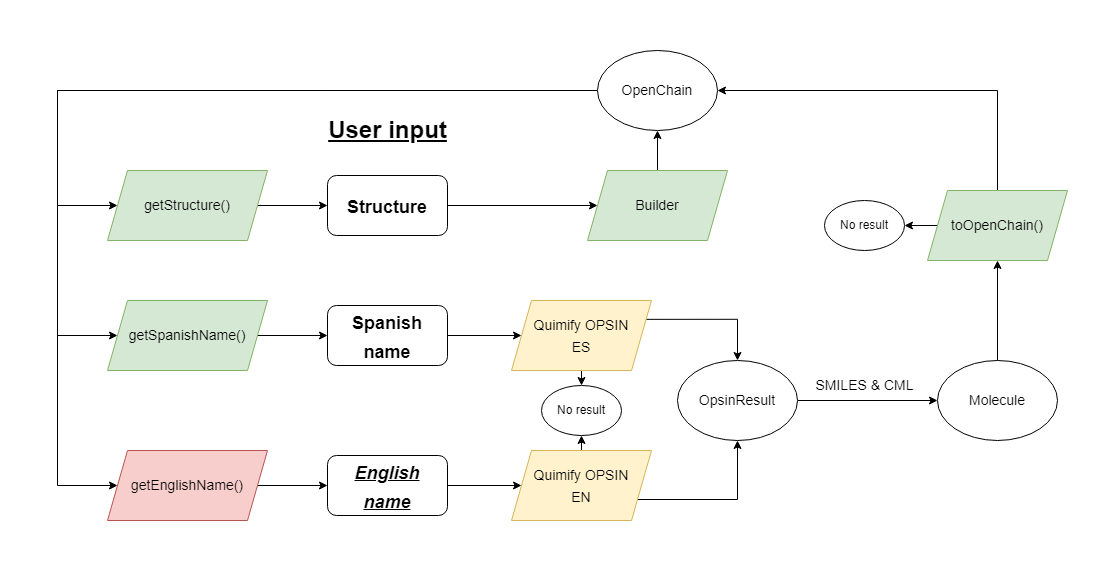 OpenChain
User input
getStructure()
Structure
Builder
No result
toOpenChain()
getSpanishName()
Spanish
name
Quimify OPSIN
ES
No result
OpsinResult
SMILES & CML
Molecule
getEnglishName()
English
name
Quimify OPSIN
EN